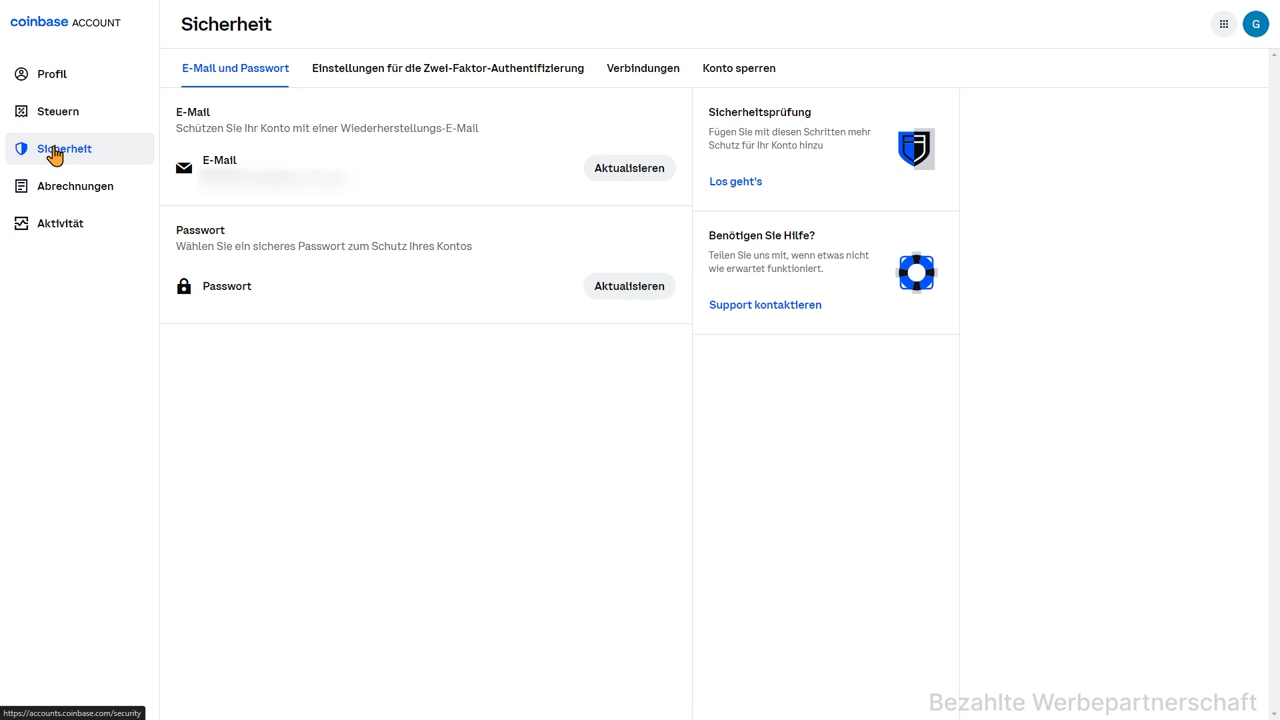 coinbase ACCOUNT
Sicherheit
G
Profil
Steuern
Sicherheit
Abrechnungen
Aktivität
E-Mail und Passwort
Einstellungen für die Zwei-Faktor-Authentifizierung
Verbindungen
Konto sperren
E-Mail
Schützen Sie Ihr Konto mit einer Wiederherstellungs-E-Mail
E-Mail
Aktualisieren
Passwort
Wählen Sie ein sicheres Passwort zum Schutz Ihres Kontos
Passwort
Aktualisieren
Sicherheitsprüfung
Fügen Sie mit diesen Schritten mehr
Schutz für Ihr Konto hinzu
Los geht's
Benötigen Sie Hilfe?
Teilen Sie uns mit, wenn etwas nicht
wie erwartet funktioniert.
Support kontaktieren
https://accounts.coinbase.com/security
Bezahlte Werbepartnerschaft